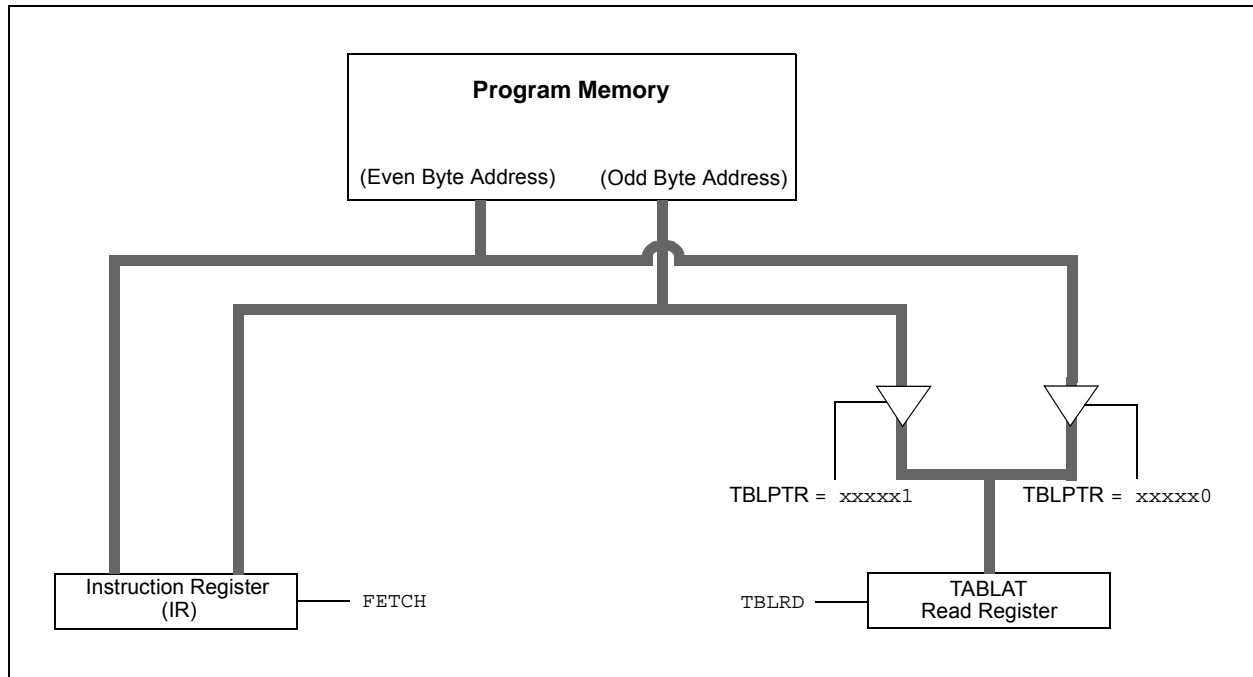 Program Memory
(Even Byte Address) (Odd Byte Address)
TBLPTR = xxxxx1 TBLPTR = xxxxx0
Instruction Register
(IR)
FETCH
TBLRD
TABLAT
Read Register